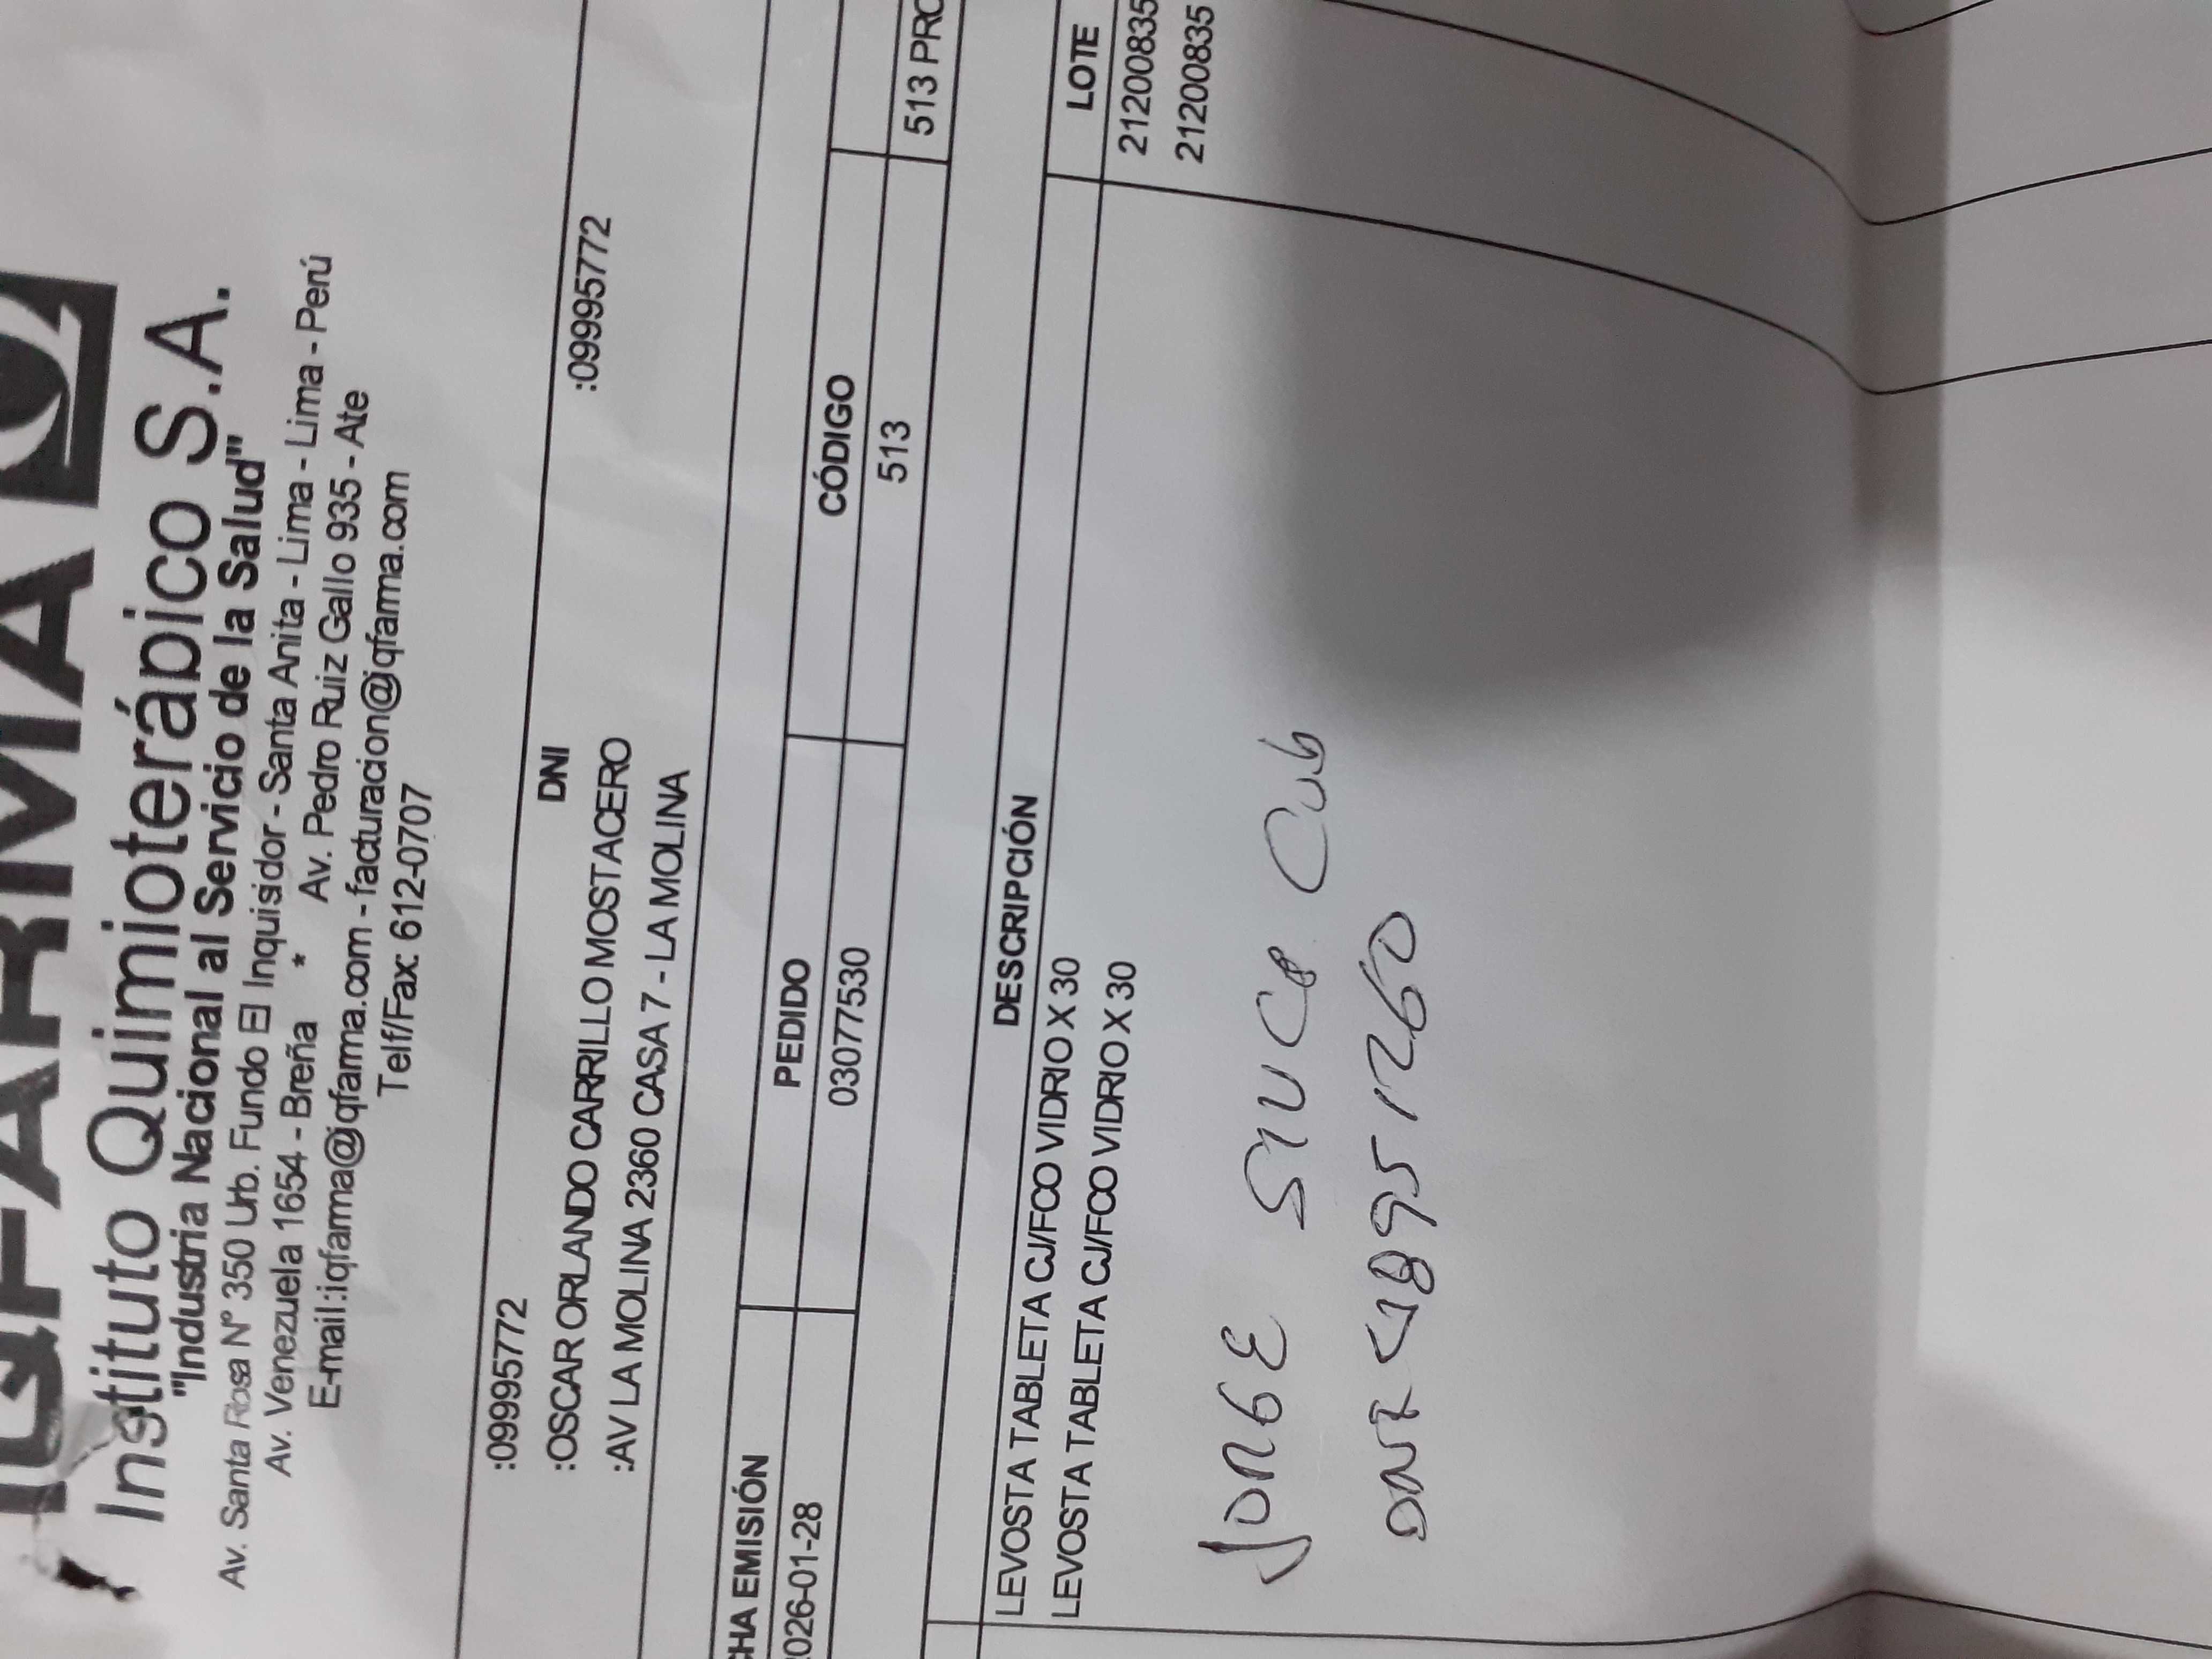 IQFARMA
Instituto Quimioterápico S.A.
"Industria Nacional al Servicio de la Salud"
Av. Santa Rosa N° 350 Urb. Fundo El Inquisidor - Santa Anita - Lima - Lima - Perú
Av. Venezuela 1654 - Breña * Av. Pedro Ruiz Gallo 935 - Ate
E-mail:iqfarma@iqfarma.com - facturacion@iqfarma.com
Telf/Fax: 612-0707
:09995772 DNI :09995772
:OSCAR ORLANDO CARRILLO MOSTACERO
:AV LA MOLINA 2360 CASA 7 - LA MOLINA
CHA EMISIÓN PEDIDO CÓDIGO
026-01-28 03077530 513 513 PRO
DESCRIPCIÓN LOTE
LEVOSTA TABLETA CJ/FCO VIDRIO X 30 21200835
LEVOSTA TABLETA CJ/FCO VIDRIO X 30 21200835
JORGE